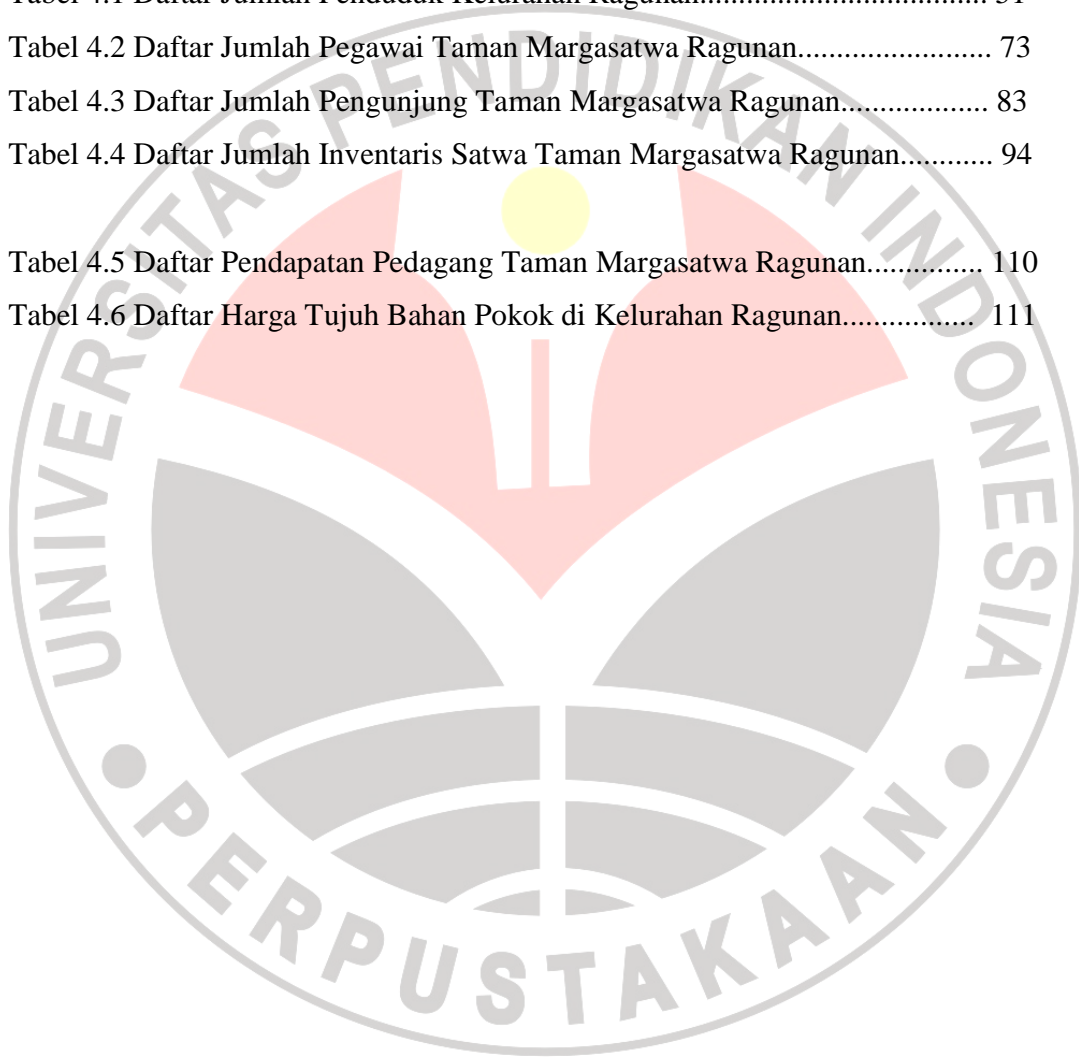 Tabel 4.1 Daftar Jumlah Penduduk Kelurahan Ragunan................................... 51
Tabel 4.2 Daftar Jumlah Pegawai Taman Margasatwa Ragunan........................ 73
Tabel 4.3 Daftar Jumlah Pengunjung Taman Margasatwa Ragunan.................. 83
Tabel 4.4 Daftar Jumlah Inventaris Satwa Taman Margasatwa Ragunan............ 94
Tabel 4.5 Daftar Pendapatan Pedagang Taman Margasatwa Ragunan............... 110
Tabel 4.6 Daftar Harga Tujuh Bahan Pokok di Kelurahan Ragunan................. 111
UNIVERSITAS PENDIDIKAN INDONESIA
PERPUSTAKAAN